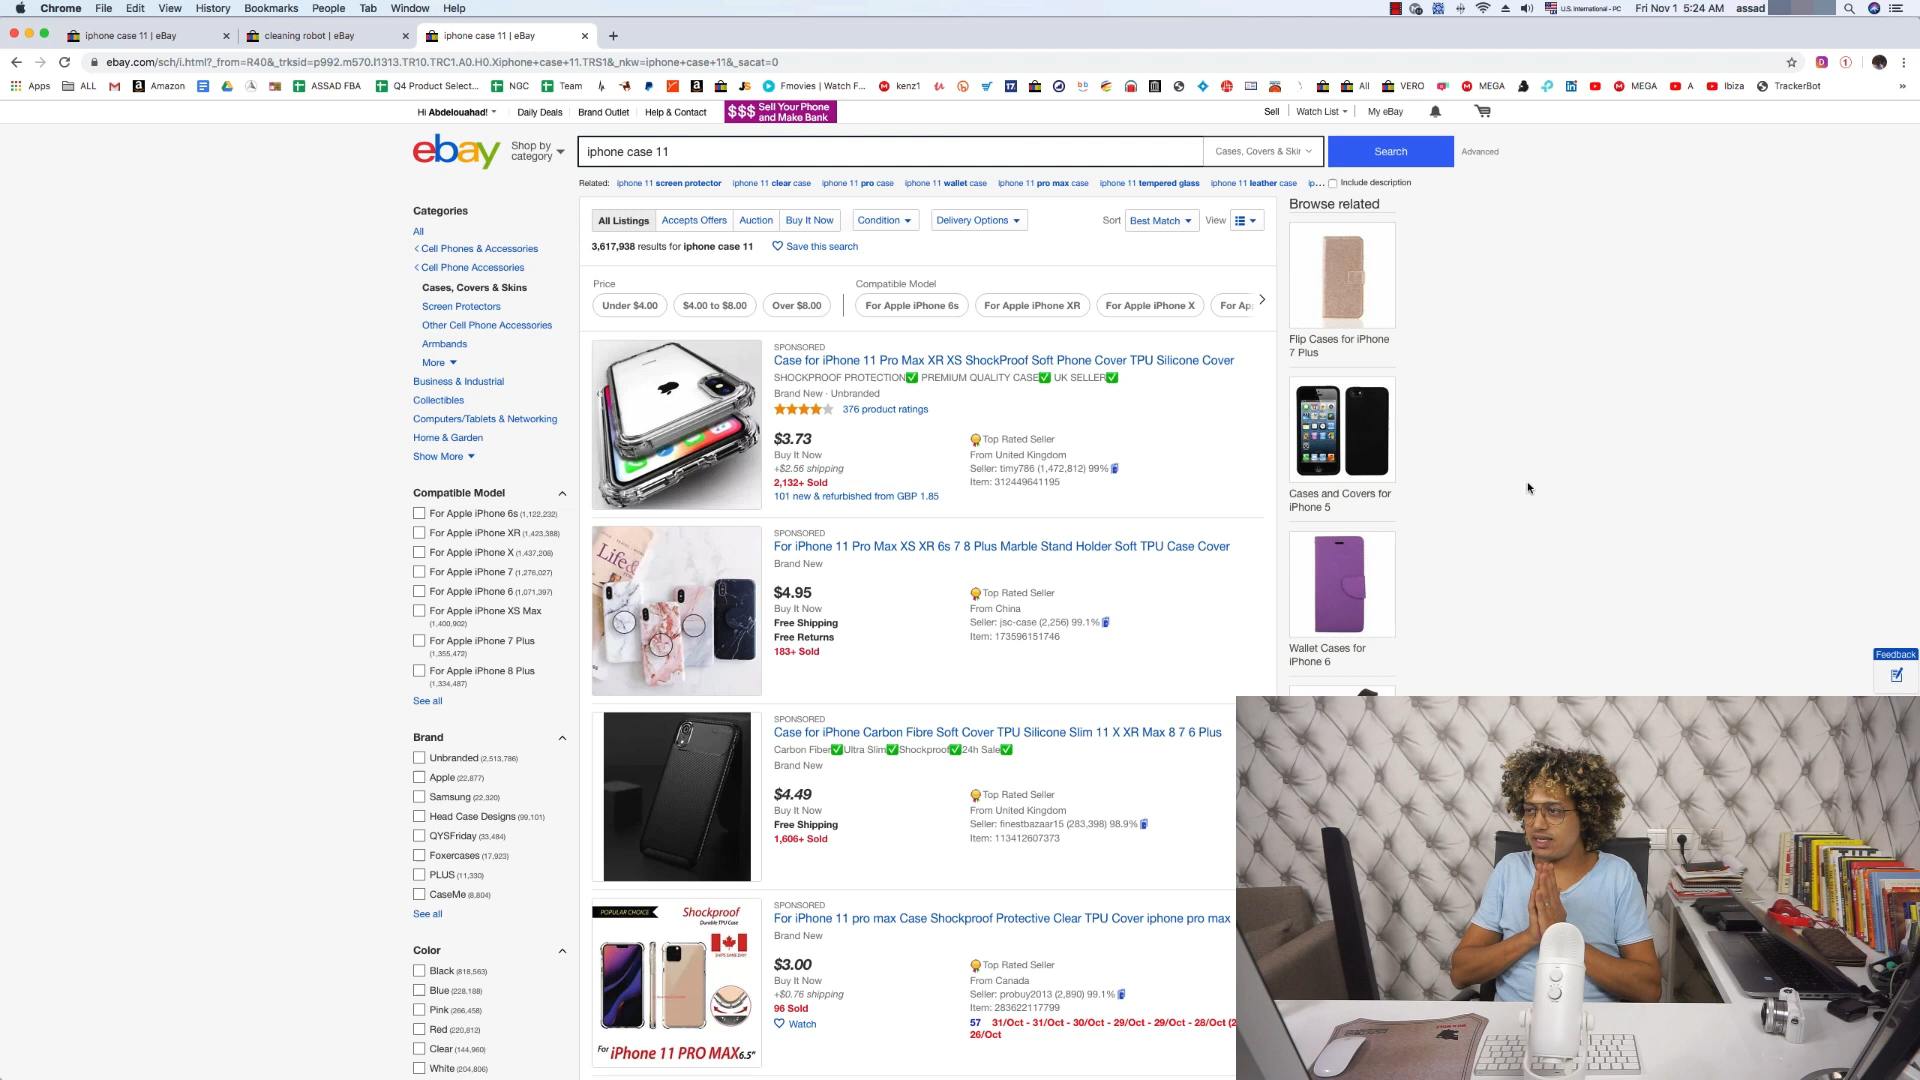 Chrome File Edit View History Bookmarks People Tab Window Help
U.S. International - PC Fri Nov 1 5:24 AM assad
iphone case 11 | eBay
cleaning robot | eBay
iphone case 11 | eBay
ebay.com/sch/i.html?_from=R40&_trksid=p992.m570.l1313.TR10.TRC1.A0.H0.Xiphone+case+11.TRS1&_nkw=iphone+case+11&_sacat=0
Apps ALL Amazon ASSAD FBA Q4 Product Select... NGC Team Fmovies | Watch F... kenz1 All VERO MEGA MEGA A Ibiza TrackerBot
Hi Abdelouahad! Daily Deals Brand Outlet Help & Contact
$$$ Sell Your Phone and Make Bank
Sell Watch List My eBay
ebay
Shop by category
iphone case 11
Cases, Covers & Skir
Search
Advanced
Related: iphone 11 screen protector iphone 11 clear case iphone 11 pro case iphone 11 wallet case iphone 11 pro max case iphone 11 tempered glass iphone 11 leather case ip...
Include description
Categories
All
Cell Phones & Accessories
Cell Phone Accessories
Cases, Covers & Skins
Screen Protectors
Other Cell Phone Accessories
Armbands
More
Business & Industrial
Collectibles
Computers/Tablets & Networking
Home & Garden
Show More
Compatible Model
For Apple iPhone 6s (1,122,232)
For Apple iPhone XR (1,423,388)
For Apple iPhone X (1,437,208)
For Apple iPhone 7 (1,276,027)
For Apple iPhone 6 (1,071,397)
For Apple iPhone XS Max
(1,400,902)
For Apple iPhone 7 Plus
(1,355,472)
For Apple iPhone 8 Plus
(1,334,487)
See all
Brand
Unbranded (2,513,786)
Apple (22,877)
Samsung (22,320)
Head Case Designs (99,101)
QYSFriday (33,484)
Foxercases (17,923)
PLUS (11,330)
CaseMe (8,804)
See all
Color
Black (818,563)
Blue (228,188)
Pink (266,458)
Red (220,812)
Clear (144,960)
White (204,806)
All Listings Accepts Offers Auction Buy It Now Condition Delivery Options
Sort Best Match View
3,617,938 results for iphone case 11 Save this search
Price
Under $4.00 $4.00 to $8.00 Over $8.00
Compatible Model
For Apple iPhone 6s For Apple iPhone XR For Apple iPhone X For Ap
SPONSORED
Case for iPhone 11 Pro Max XR XS ShockProof Soft Phone Cover TPU Silicone Cover
SHOCKPROOF PROTECTION✅ PREMIUM QUALITY CASE✅ UK SELLER✅
Brand New · Unbranded
376 product ratings
$3.73
Buy It Now
+$2.56 shipping
2,132+ Sold
101 new & refurbished from GBP 1.85
Top Rated Seller
From United Kingdom
Seller: timy786 (1,472,812) 99%
Item: 312449641195
SPONSORED
For iPhone 11 Pro Max XS XR 6s 7 8 Plus Marble Stand Holder Soft TPU Case Cover
Brand New
$4.95
Buy It Now
Free Shipping
Free Returns
183+ Sold
Top Rated Seller
From China
Seller: jsc-case (2,256) 99.1%
Item: 173596151746
Life
SPONSORED
Case for iPhone Carbon Fibre Soft Cover TPU Silicone Slim 11 X XR Max 8 7 6 Plus
Carbon Fiber✅Ultra Slim✅Shockproof✅24h Sale✅
Brand New
$4.49
Buy It Now
Free Shipping
1,606+ Sold
Top Rated Seller
From United Kingdom
Seller: finestbazaar15 (283,398) 98.9%
Item: 113412607373
SPONSORED
For iPhone 11 pro max Case Shockproof Protective Clear TPU Cover iphone pro max
Brand New
$3.00
Buy It Now
+$0.76 shipping
96 Sold
Watch
Top Rated Seller
From Canada
Seller: probuy2013 (2,890) 99.1%
Item: 283622117799
57 31/Oct - 31/Oct - 30/Oct - 29/Oct - 29/Oct - 28/Oct (2
26/Oct
POPULAR CHOICE
Shockproof
Durable TPU Case
SHIPS SAME DAY!
For iPhone 11 PRO MAX 6.5"
Browse related
Flip Cases for iPhone
7 Plus
Cases and Covers for
iPhone 5
Wallet Cases for
iPhone 6
Feedback